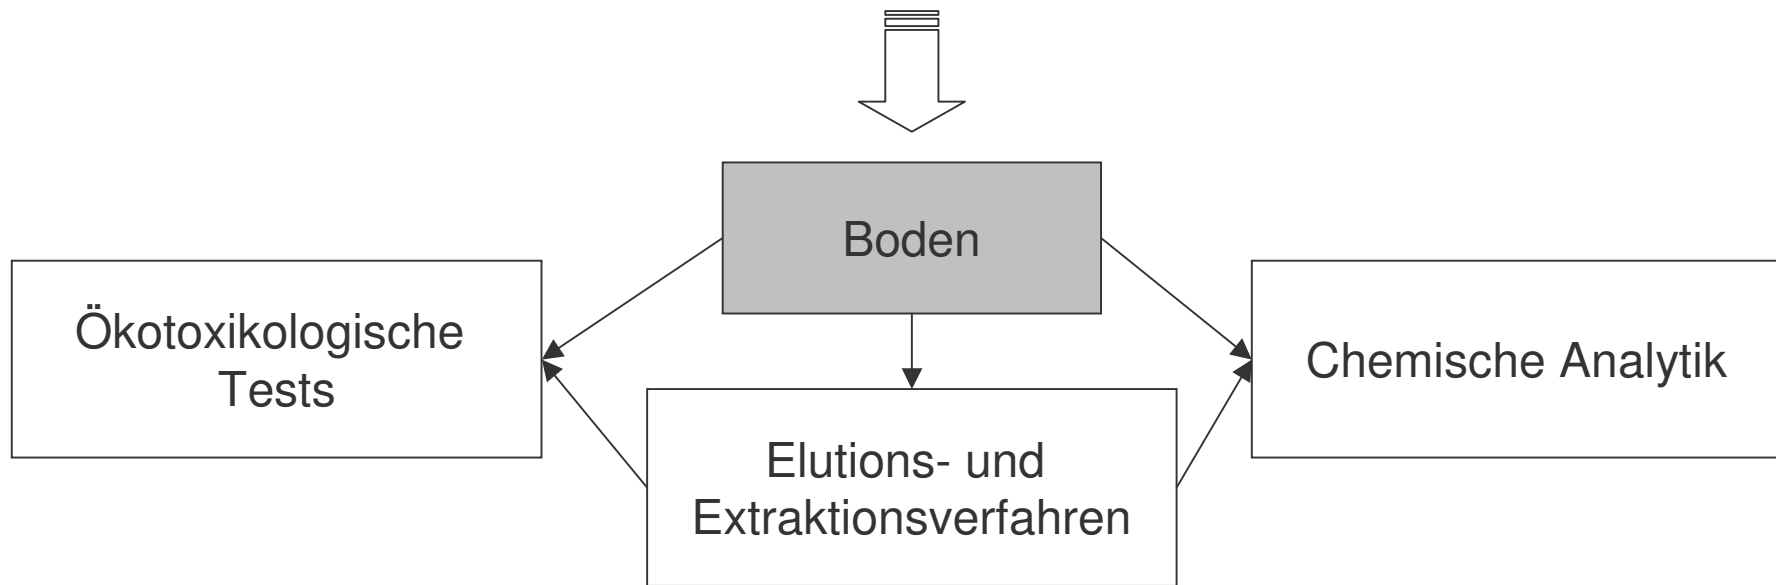 Boden
Ökotoxikologische
Tests
Chemische Analytik
Elutions- und
Extraktionsverfahren